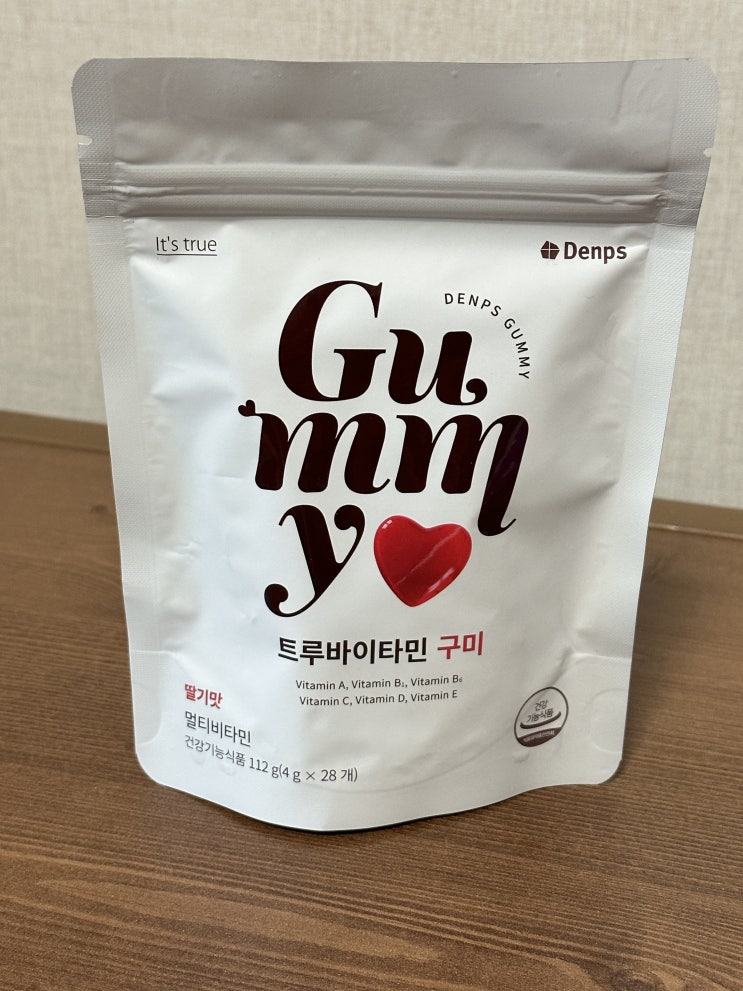 It's true
Denps
DENPS GUMMY
Gu
mm
y
트루바이타민 구미
Vitamin A, Vitamin B₁, Vitamin B₆
Vitamin C, Vitamin D, Vitamin E
딸기맛
멀티비타민
건강기능식품 112 g(4 g × 28 개)
건강
기능식품